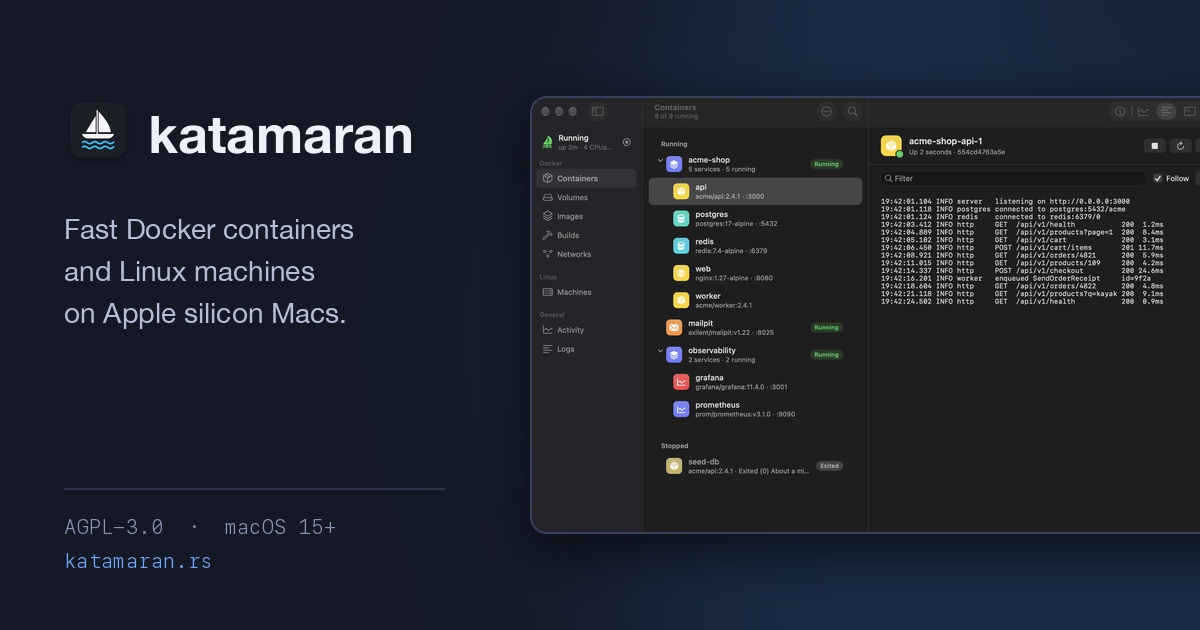 katamaran
Fast Docker containers
and Linux machines
on Apple silicon Macs.
AGPL-3.0 · macOS 15+
katamaran.rs
Running
up 2m · 4 CPUs...
Docker
Containers
Volumes
Images
Builds
Networks
Linux
Machines
General
Activity
Logs
Containers
8 of 9 running
Running
acme-shop
5 services · 5 running
Running
api
acme/api:2.4.1 · :3000
postgres
postgres:17-alpine · :5432
redis
redis:7.4-alpine · :6379
web
nginx:1.27-alpine · :8080
worker
acme/worker:2.4.1
mailpit
axllent/mailpit:v1.22 · :8025
Running
observability
2 services · 2 running
Running
grafana
grafana/grafana:11.4.0 · :3001
prometheus
prom/prometheus:v3.1.0 · :9090
Stopped
seed-db
acme/api:2.4.1 · Exited (0) About a mi...
Exited
acme-shop-api-1
Up 2 seconds · 554cd4763a5e
Filter
Follow
19:42:01.104 INFO server listening on http://0.0.0.0:3000
19:42:01.118 INFO postgres connected to postgres:5432/acme
19:42:01.124 INFO redis connected to redis:6379/0
19:42:03.412 INFO http GET /api/v1/health 200 1.2ms
19:42:04.889 INFO http GET /api/v1/products?page=1 200 8.4ms
19:42:05.102 INFO http GET /api/v1/cart 200 3.1ms
19:42:06.450 INFO http POST /api/v1/cart/items 201 11.7ms
19:42:08.921 INFO http GET /api/v1/orders/4821 200 5.9ms
19:42:11.015 INFO http GET /api/v1/products/109 200 4.2ms
19:42:14.337 INFO http POST /api/v1/checkout 200 24.6ms
19:42:16.201 INFO worker enqueued SendOrderReceipt id=9f2a
19:42:18.604 INFO http GET /api/v1/orders/4822 200 4.8ms
19:42:21.118 INFO http GET /api/v1/products?q=kayak 200 9.1ms
19:42:24.502 INFO http GET /api/v1/health 200 0.9ms